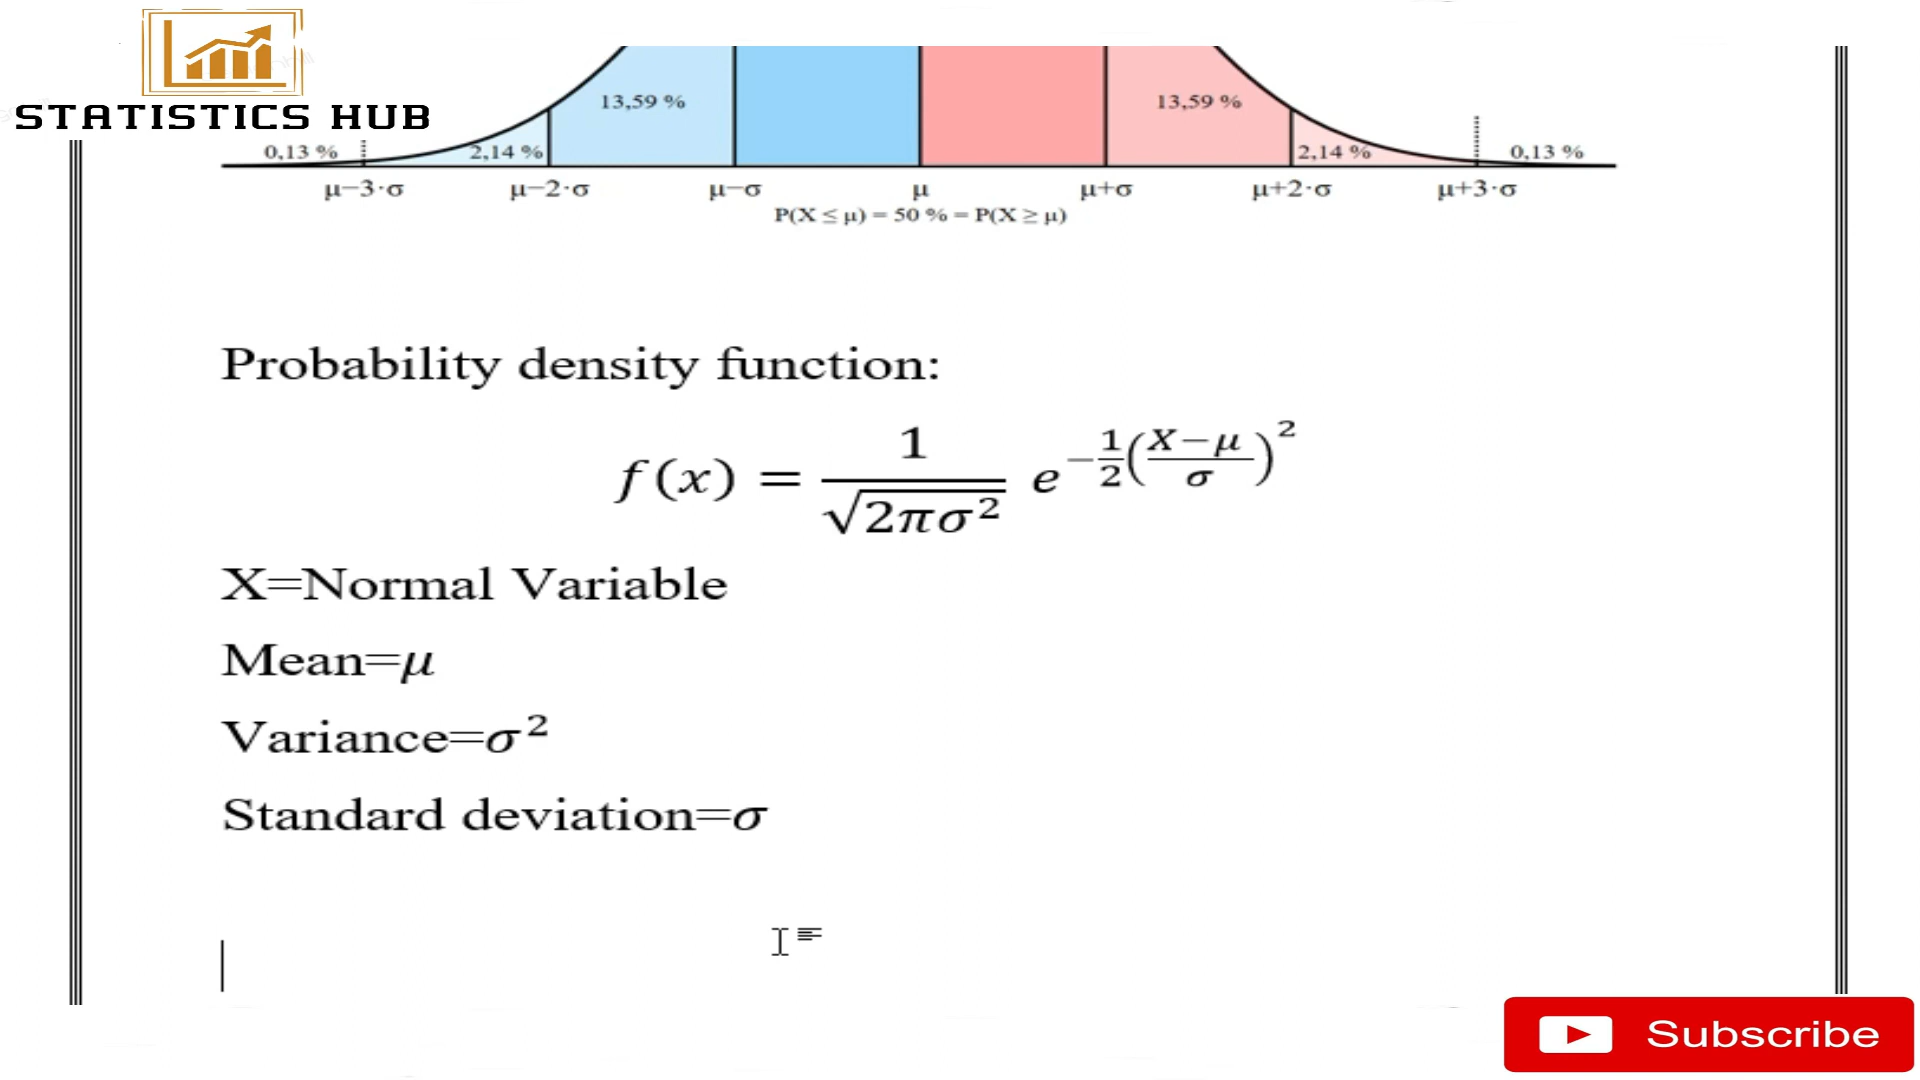 STATISTICS HUB
13,59 % 13,59 %
0,13 % 2,14 % 2,14 % 0,13 %
μ−3·σ μ−2·σ μ−σ μ μ+σ μ+2·σ μ+3·σ
P(X ≤ μ) = 50 % = P(X ≥ μ)
Probability density function:
f(x) = 1/√(2πσ²) e^(−1/2((X−μ)/σ)²)
X=Normal Variable
Mean=μ
Variance=σ²
Standard deviation=σ
Subscribe